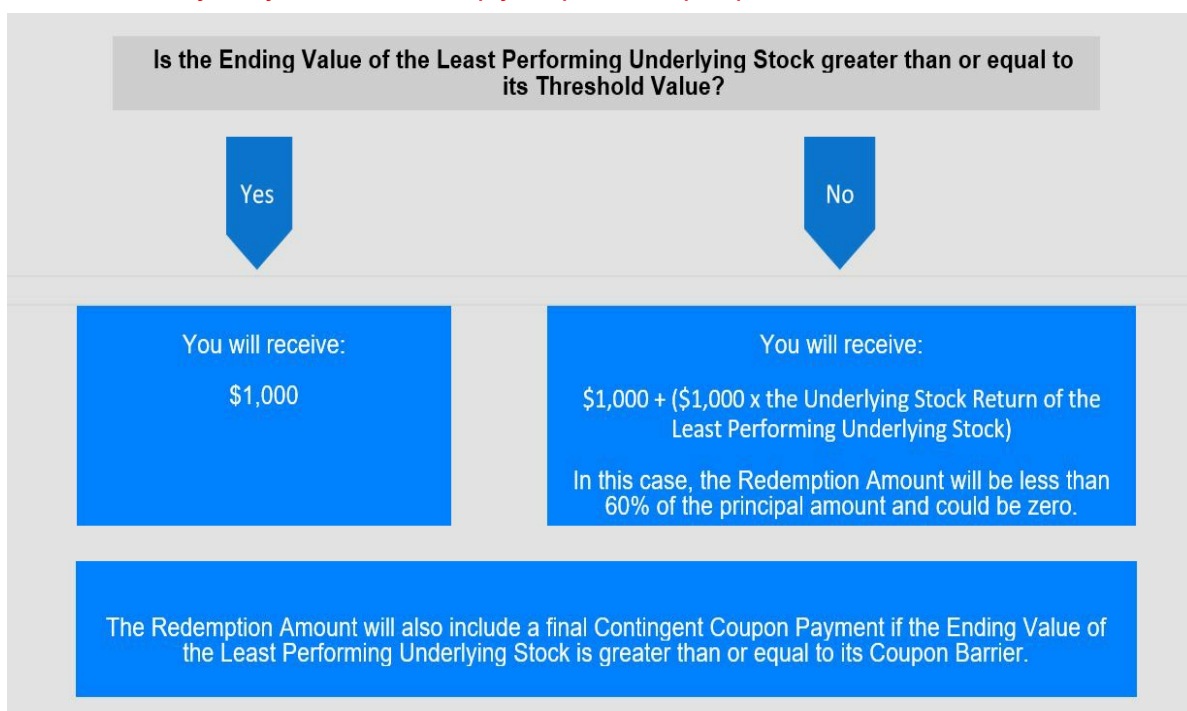 Is the Ending Value of the Least Performing Underlying Stock greater than or equal to
its Threshold Value?
Yes
No
You will receive:
$1,000
You will receive:
$1,000 + ($1,000 x the Underlying Stock Return of the
Least Performing Underlying Stock)
In this case, the Redemption Amount will be less than
60% of the principal amount and could be zero.
The Redemption Amount will also include a final Contingent Coupon Payment if the Ending Value of
the Least Performing Underlying Stock is greater than or equal to its Coupon Barrier.